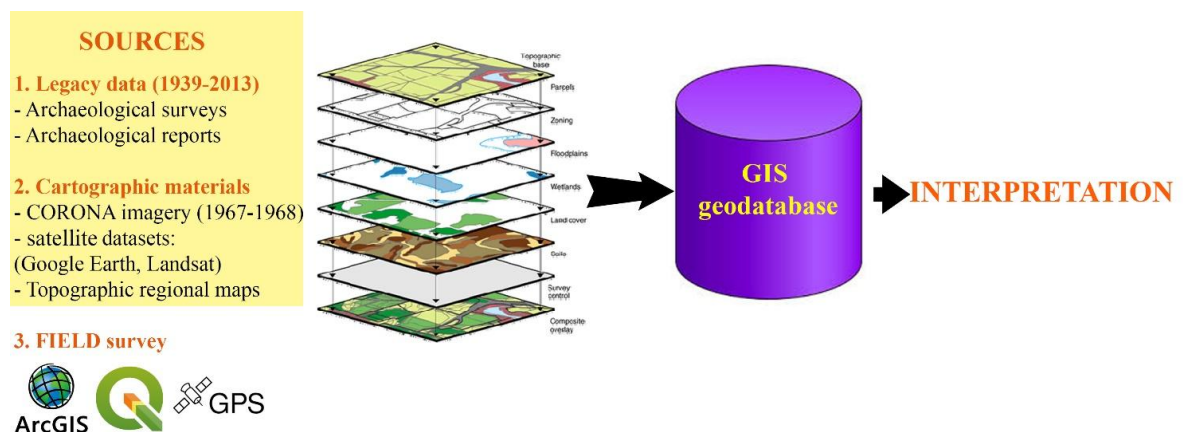 SOURCES
1. Legacy data (1939-2013)
- Archaeological surveys
- Archaeological reports
2. Cartographic materials
- CORONA imagery (1967-1968)
- satellite datasets:
(Google Earth, Landsat)
- Topographic regional maps
3. FIELD survey
ArcGIS
GPS
Topographic
base
Parcels
Zoning
Floodplains
Wetlands
Land cover
Soils
Survey
control
Composite
overlay
GIS
geodatabase
INTERPRETATION